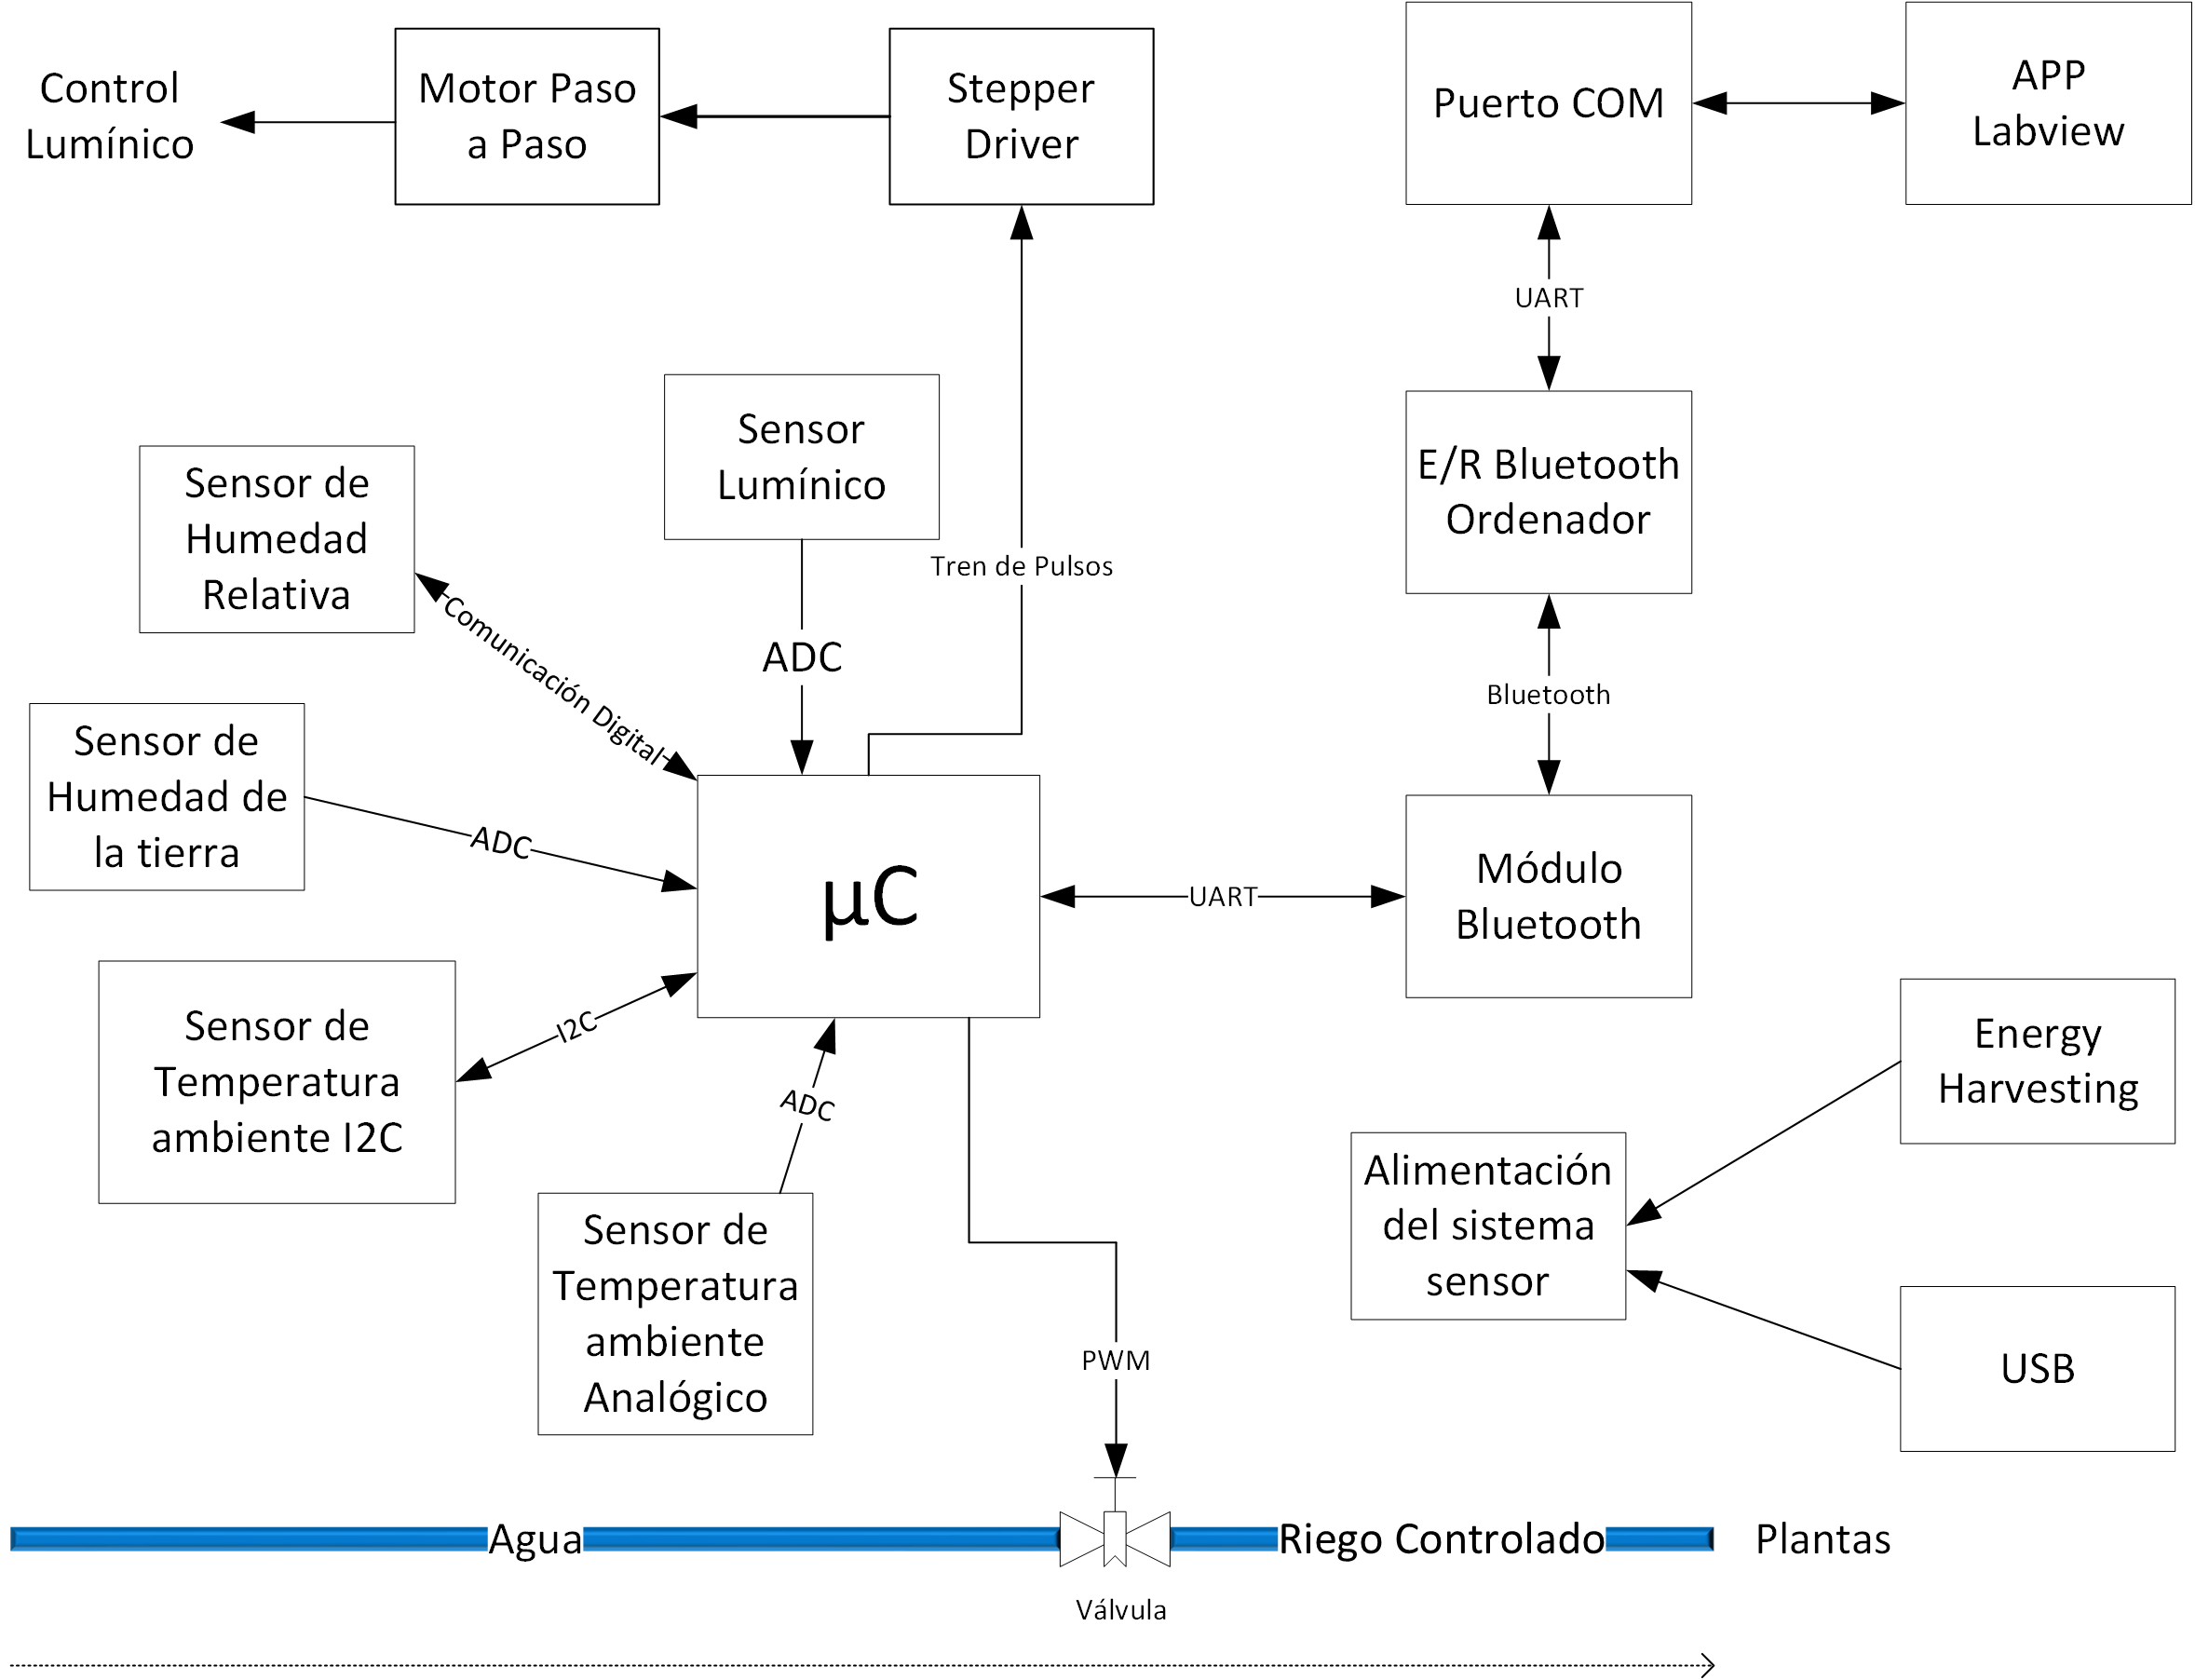 Control
Lumínico
Motor Paso
a Paso
Stepper
Driver
Puerto COM
APP
Labview
UART
Sensor
Lumínico
E/R Bluetooth
Ordenador
Sensor de
Humedad
Relativa
Tren de Pulsos
Comunicación Digital
ADC
Bluetooth
Sensor de
Humedad de
la tierra
ADC
µC
UART
Módulo
Bluetooth
Sensor de
Temperatura
ambiente I2C
I2C
ADC
Energy
Harvesting
Alimentación
del sistema
sensor
Sensor de
Temperatura
ambiente
Analógico
PWM
USB
Agua
Riego Controlado
Plantas
Válvula